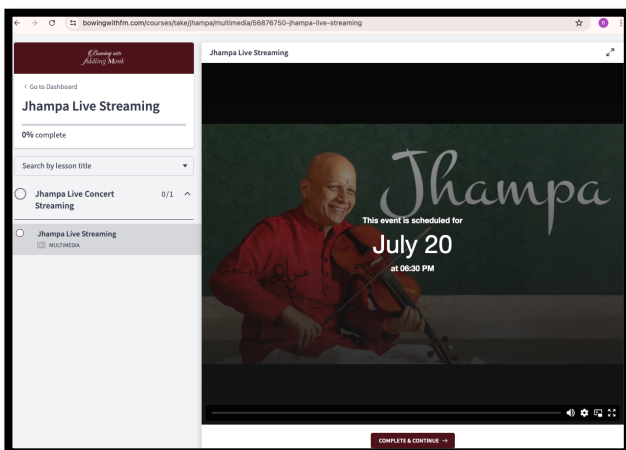 bowingwithfm.com/courses/take/jhampa/multimedia/56876750-jhampa-live-streaming
R
Bowing with
fiddling Monk
Go to Dashboard
Jhampa Live Streaming
0% complete
Search by lesson title
Jhampa Live Concert
Streaming
0/1
Jhampa Live Streaming
MULTIMEDIA
Jhampa Live Streaming
Jhampa
This event is scheduled for
July 20
at 06:30 PM
COMPLETE & CONTINUE →